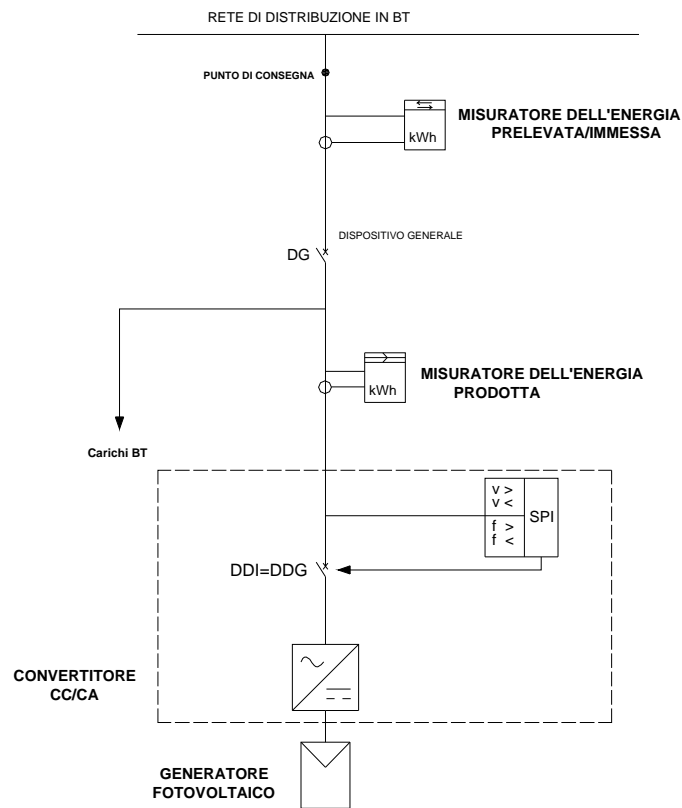 RETE DI DISTRIBUZIONE IN BT
PUNTO DI CONSEGNA
kWh
MISURATORE DELL'ENERGIA
PRELEVATA/IMMESSA
DISPOSITIVO GENERALE
DG
kWh
MISURATORE DELL'ENERGIA
PRODOTTA
Carichi BT
v >
v <
f >
f <
SPI
DDI=DDG
CONVERTITORE
CC/CA
GENERATORE
FOTOVOLTAICO